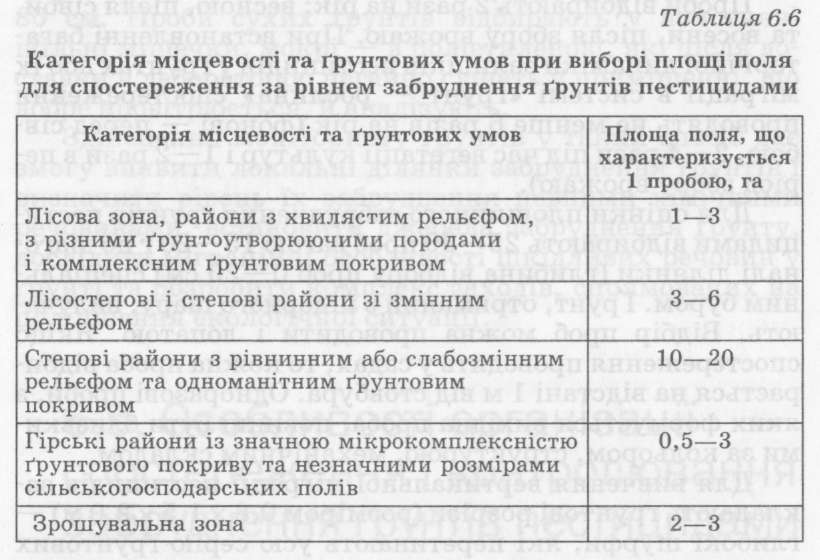 Таблиця 6.6
Категорія місцевості та ґрунтових умов при виборі площі поля
для спостереження за рівнем забруднення ґрунтів пестицидами
Категорія місцевості та ґрунтових умов
Площа поля, що
характеризується
1 пробою, га
Лісова зона, райони з хвилястим рельєфом,
з різними ґрунтоутворюючими породами
і комплексним ґрунтовим покривом
1—3
Лісостепові і степові райони зі змінним
рельєфом
3—6
Степові райони з рівнинним або слабозмінним
рельєфом та одноманітним ґрунтовим
покривом
10—20
Гірські райони із значною мікрокомплексністю
ґрунтового покриву та незначними розмірами
сільськогосподарських полів
0,5—3
Зрошувальна зона
2—3